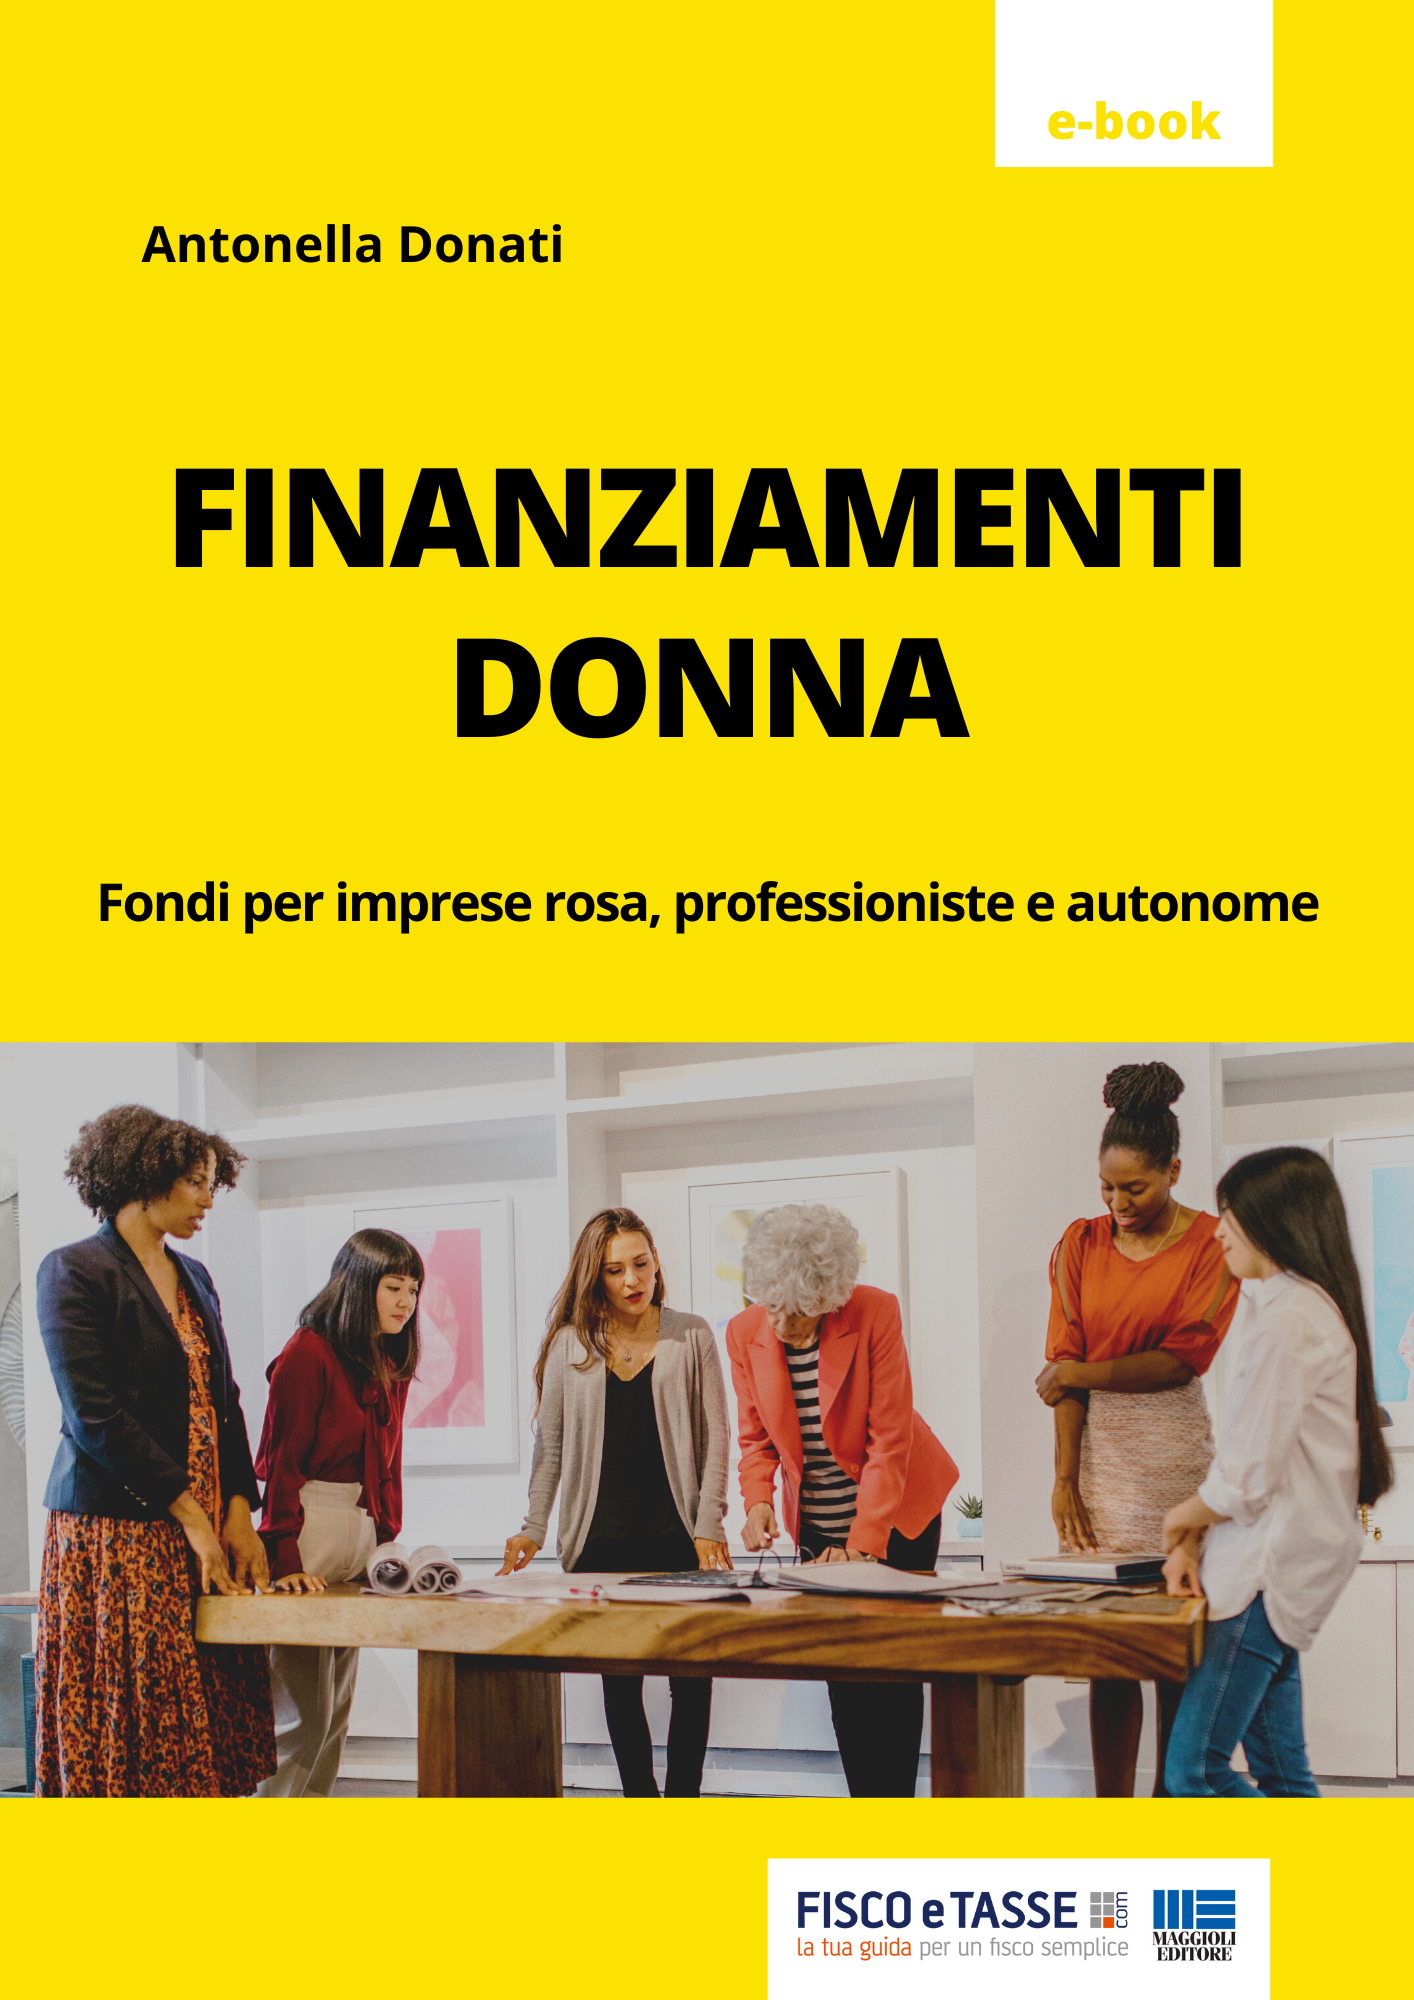 e-book
Antonella Donati
FINANZIAMENTI
DONNA
Fondi per imprese rosa, professioniste e autonome
FISCO e TASSE .com
la tua guida per un fisco semplice
MAGGIOLI
EDITORE